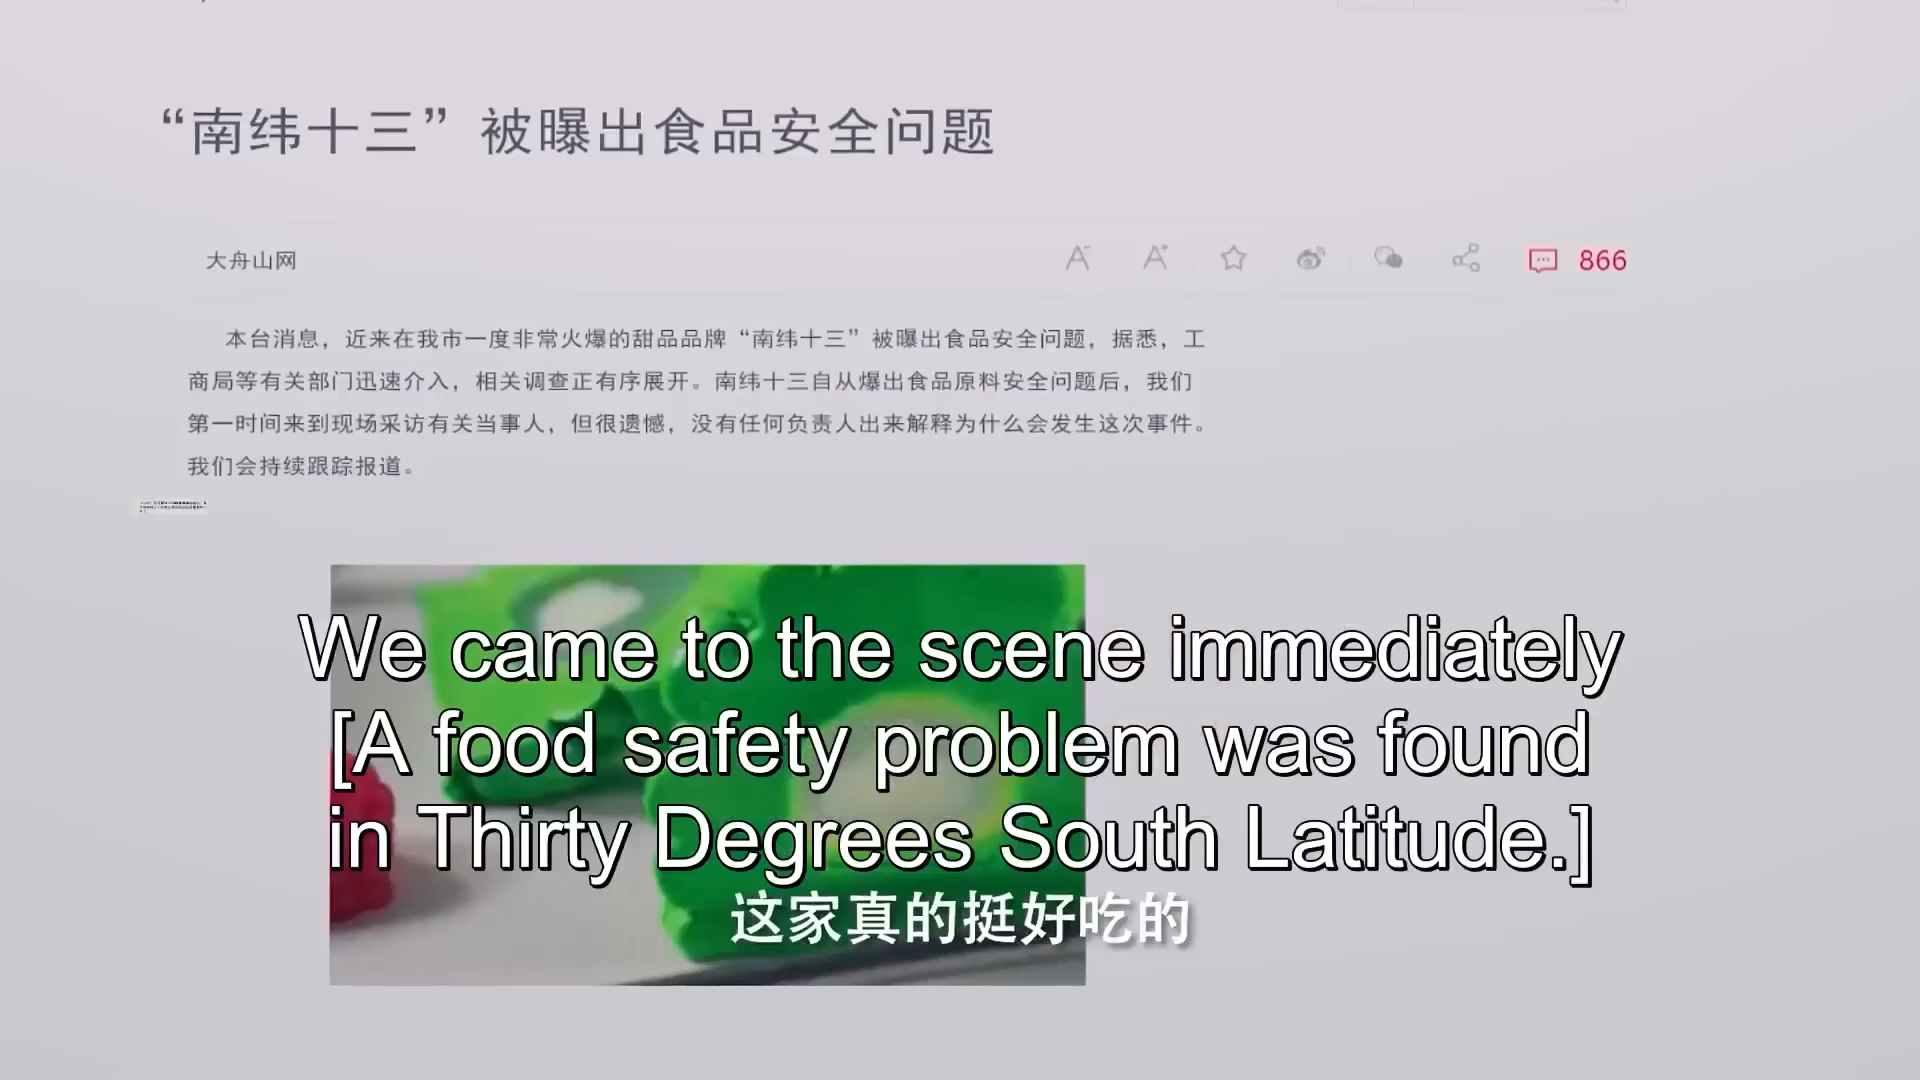 “南纬十三”被曝出食品安全问题
大舟山网
A- A+ 866
本台消息，近来在我市一度非常火爆的甜品品牌“南纬十三”被曝出食品安全问题，据悉，工
商局等有关部门迅速介入，相关调查正有序展开。南纬十三自从爆出食品原料安全问题后，我们
第一时间来到现场采访有关当事人，但很遗憾，没有任何负责人出来解释为什么会发生这次事件。
我们会持续跟踪报道。
We came to the scene immediately
[A food safety problem was found
in Thirty Degrees South Latitude.]
这家真的挺好吃的